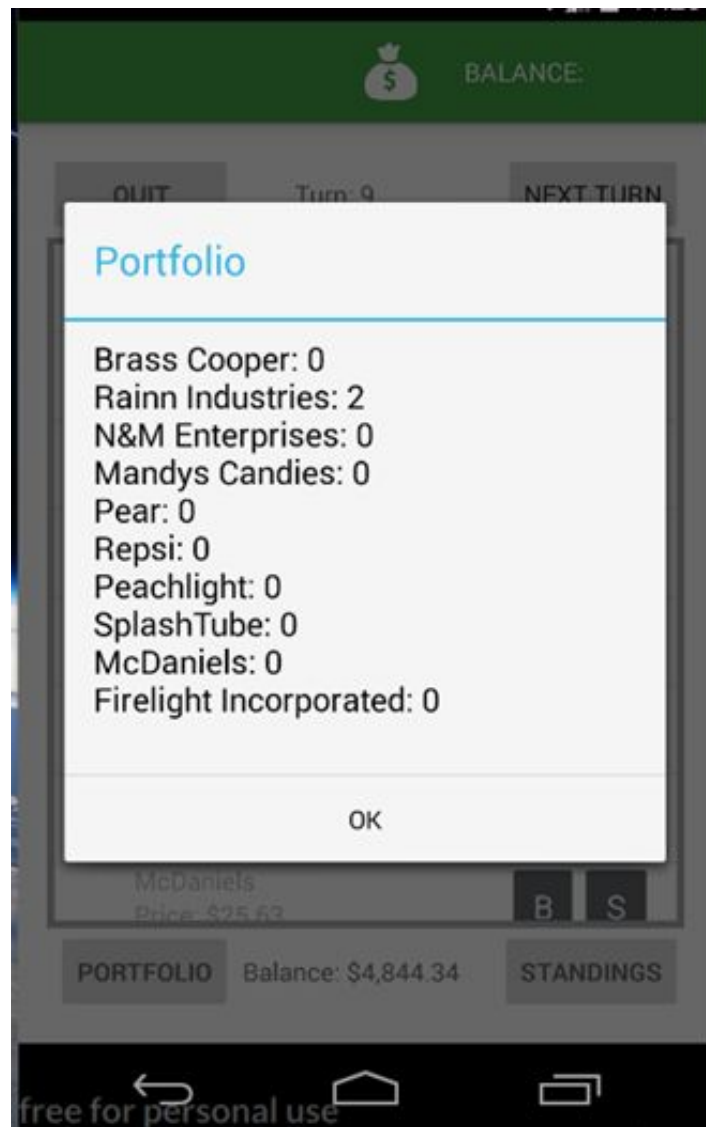 $ BALANCE:
QUIT Turn: 9 NEXT TURN
Portfolio
Brass Cooper: 0
Rainn Industries: 2
N&M Enterprises: 0
Mandys Candies: 0
Pear: 0
Repsi: 0
Peachlight: 0
SplashTube: 0
McDaniels: 0
Firelight Incorporated: 0
OK
McDaniels
Price: $25.63 B S
PORTFOLIO Balance: $4,844.34 STANDINGS
free for personal use